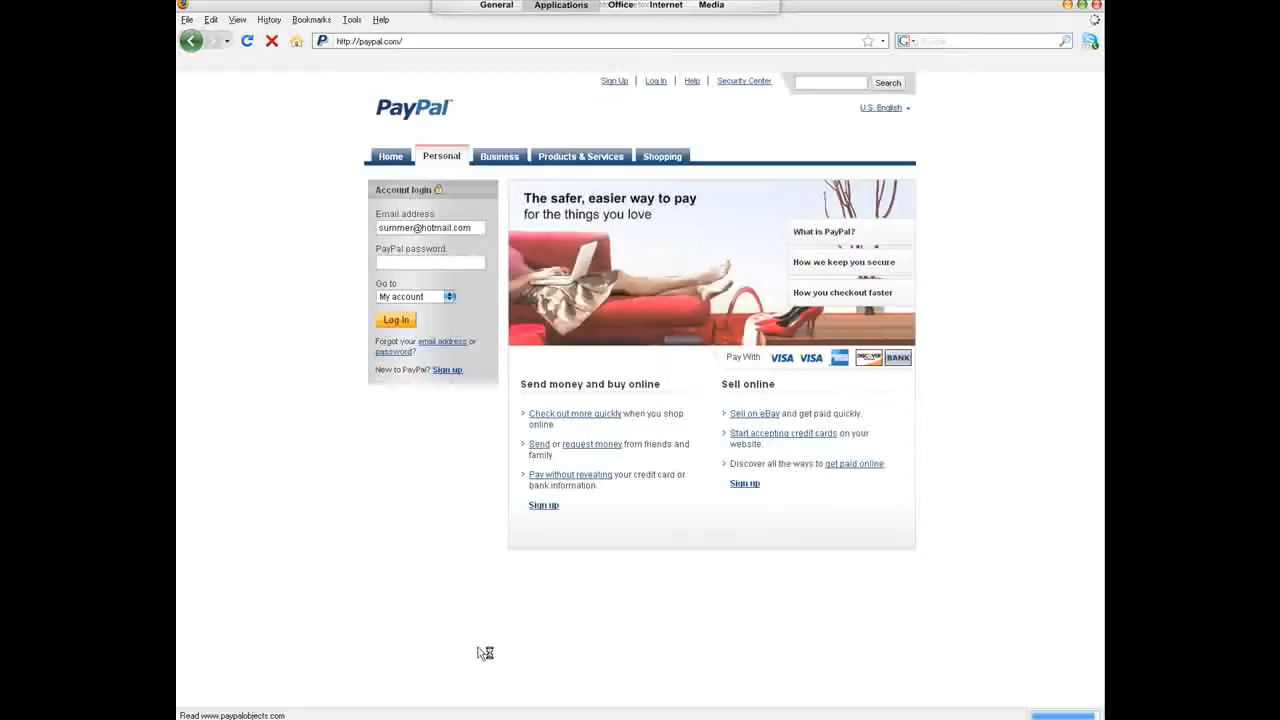 General Applications Office Internet Media
File Edit View History Bookmarks Tools Help
http://paypal.com/
Sign Up | Log In | Help | Security Center
Search
PayPal
U.S. English
Home Personal Business Products & Services Shopping
Account login
Email address
summer@hotmail.com
PayPal password.
Go to
My account
Log In
Forgot your email address or
password?
New to PayPal? Sign up.
The safer, easier way to pay
for the things you love
What is PayPal?
How we keep you secure
How you checkout faster
Pay With VISA VISA DISCOVER BANK
Send money and buy online
Check out more quickly when you shop
online.
Send or request money from friends and
family
Pay without revealing your credit card or
bank information.
Sign up
Sell online
Sell on eBay and get paid quickly.
Start accepting credit cards on your
website.
Discover all the ways to get paid online.
Sign up
Read www.paypalobjects.com